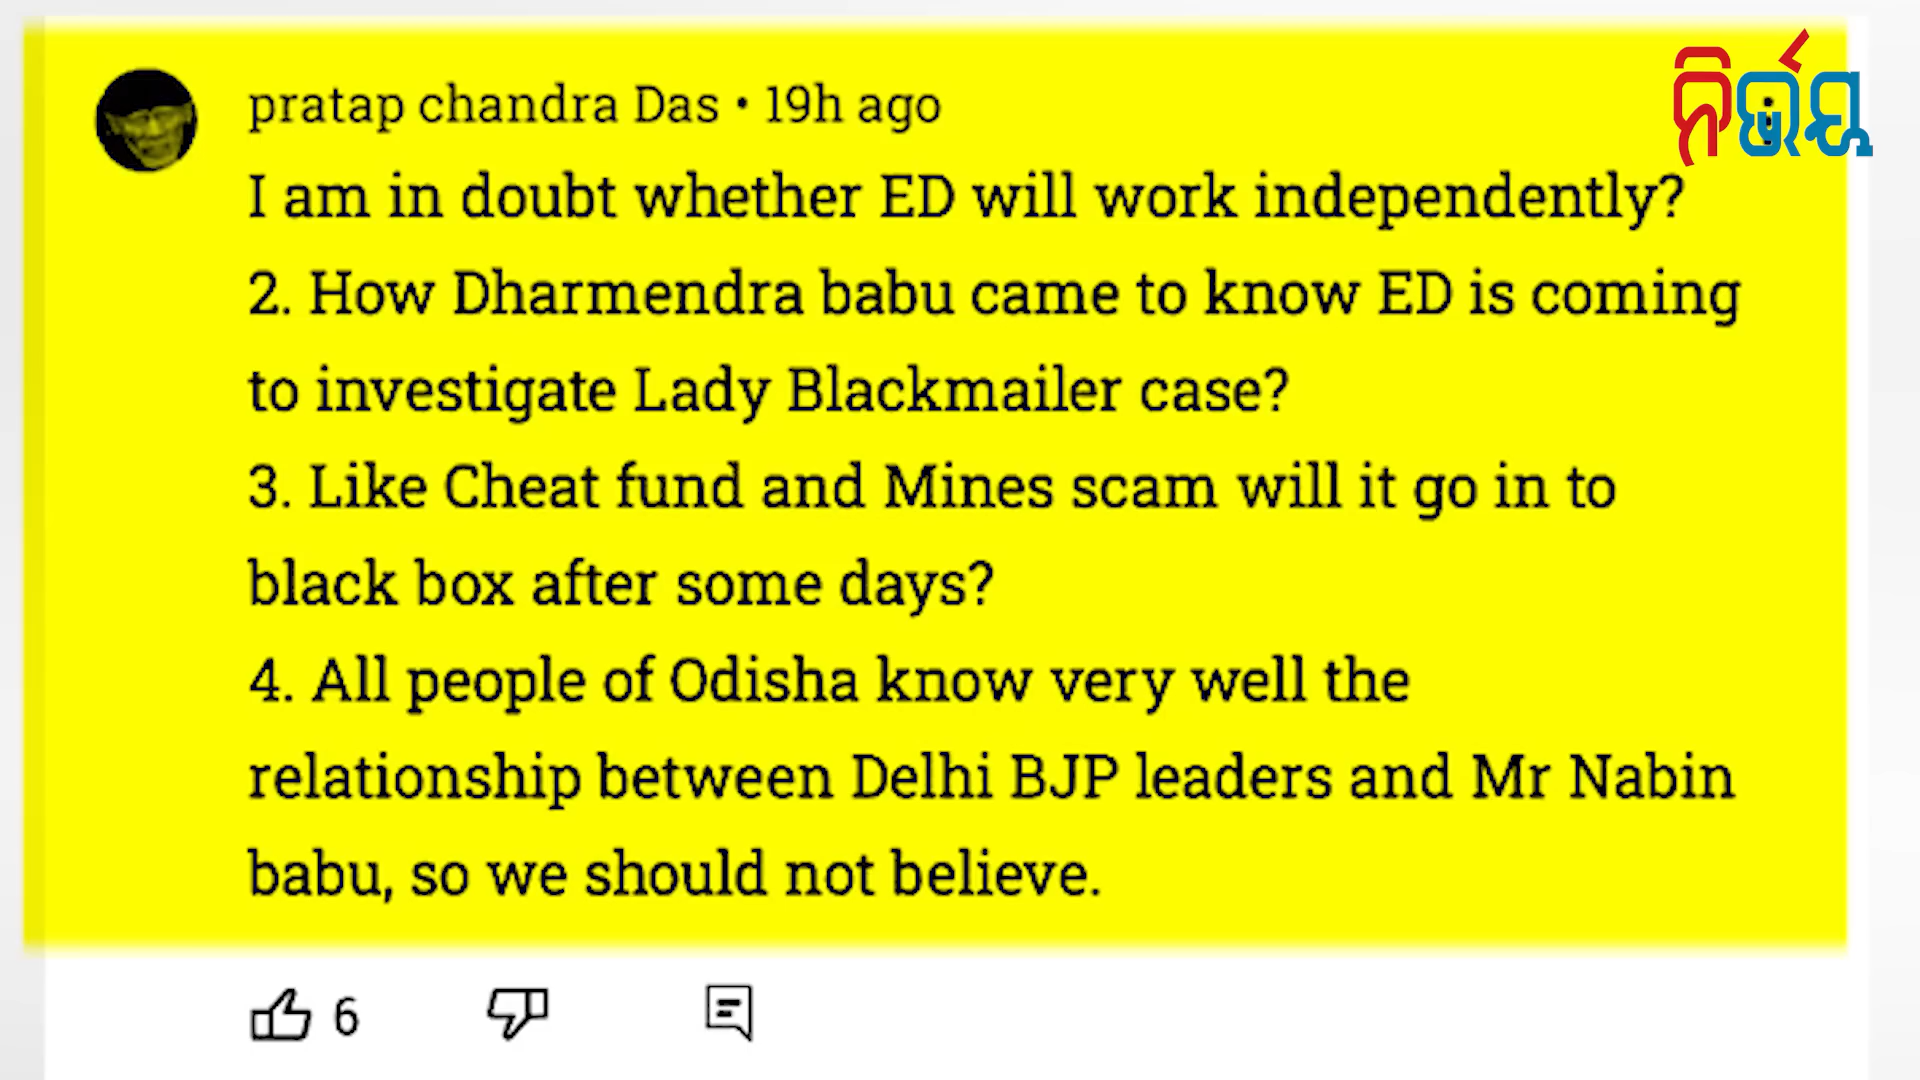 ନିର୍ଭୟ
pratap chandra Das • 19h ago
I am in doubt whether ED will work independently?
2. How Dharmendra babu came to know ED is coming
to investigate Lady Blackmailer case?
3. Like Cheat fund and Mines scam will it go in to
black box after some days?
4. All people of Odisha know very well the
relationship between Delhi BJP leaders and Mr Nabin
babu, so we should not believe.
6